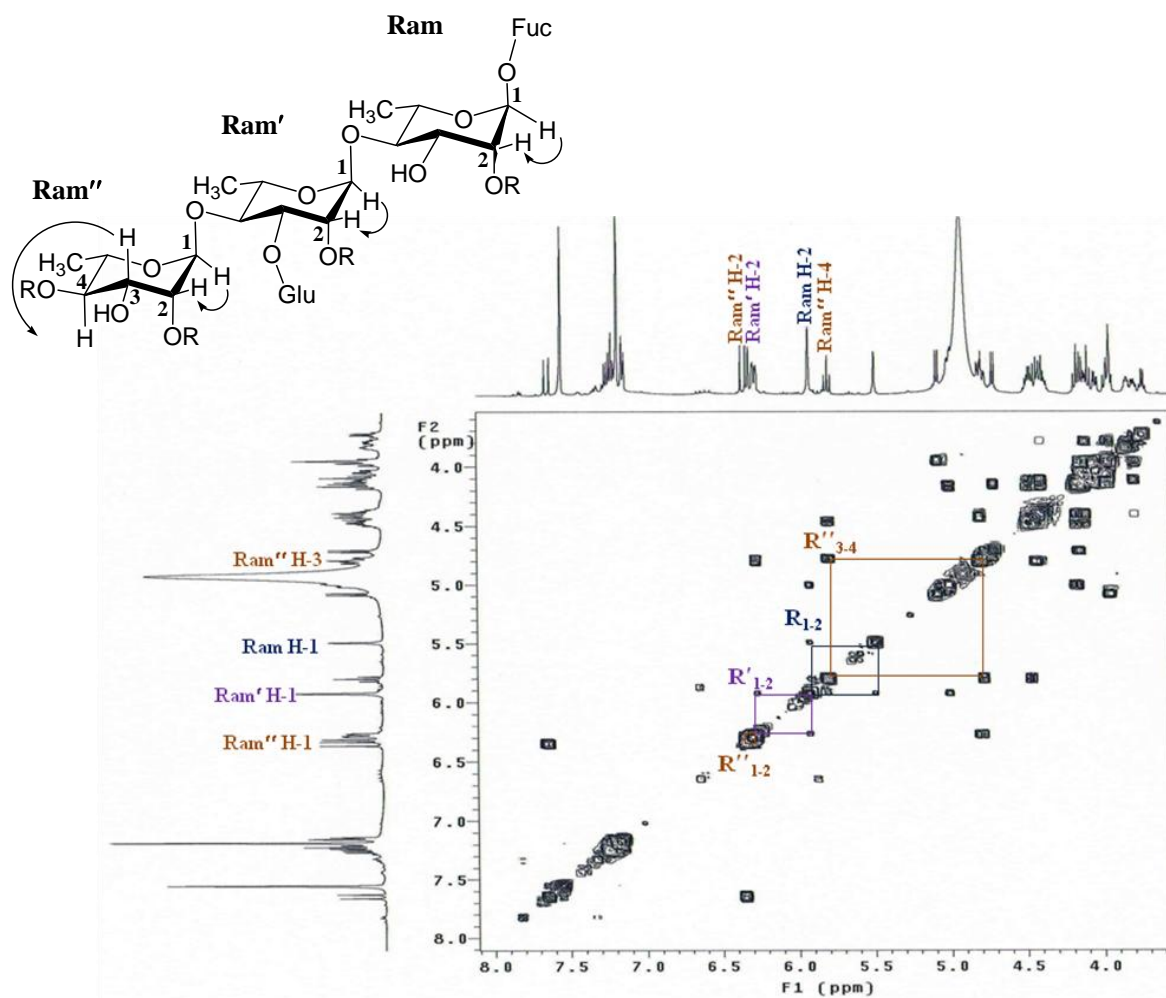 Ram
Fuc
O
1
H₃C
O
H
Ram′
O
2
H
HO
OR
1
H₃C
O
H
Ram″
O
2
H
O
OR
Glu
H
1
H₃C
O
H
RO
4
3
2
H
H
HO
OR
Ram″ H-2
Ram′ H-2
Ram H-2
Ram″ H-4
F2
(ppm)
4.0
4.5
Ram″ H-3
R″3-4
5.0
R1-2
Ram H-1
5.5
R′1-2
Ram′ H-1
6.0
Ram″ H-1
R″1-2
6.5
7.0
7.5
8.0
8.0 7.5 7.0 6.5 6.0 5.5 5.0 4.5 4.0
F1 (ppm)